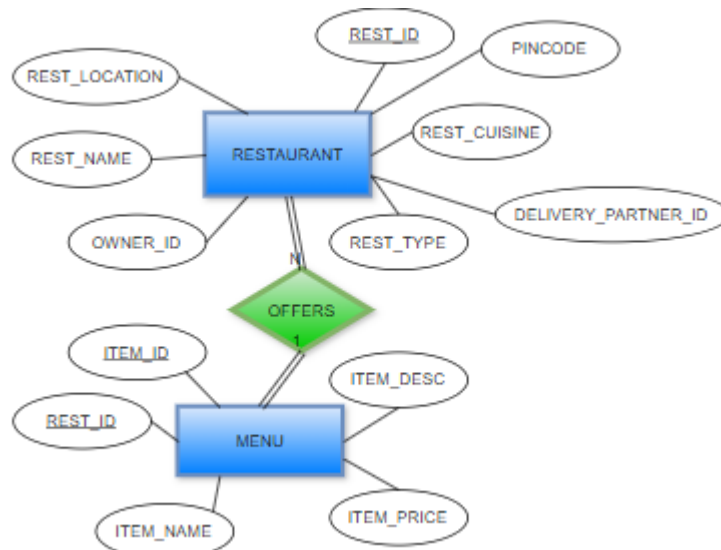 REST_ID
PINCODE
REST_LOCATION
REST_CUISINE
RESTAURANT
REST_NAME
DELIVERY_PARTNER_ID
OWNER_ID
REST_TYPE
N
OFFERS
1
ITEM_ID
ITEM_DESC
REST_ID
MENU
ITEM_NAME
ITEM_PRICE